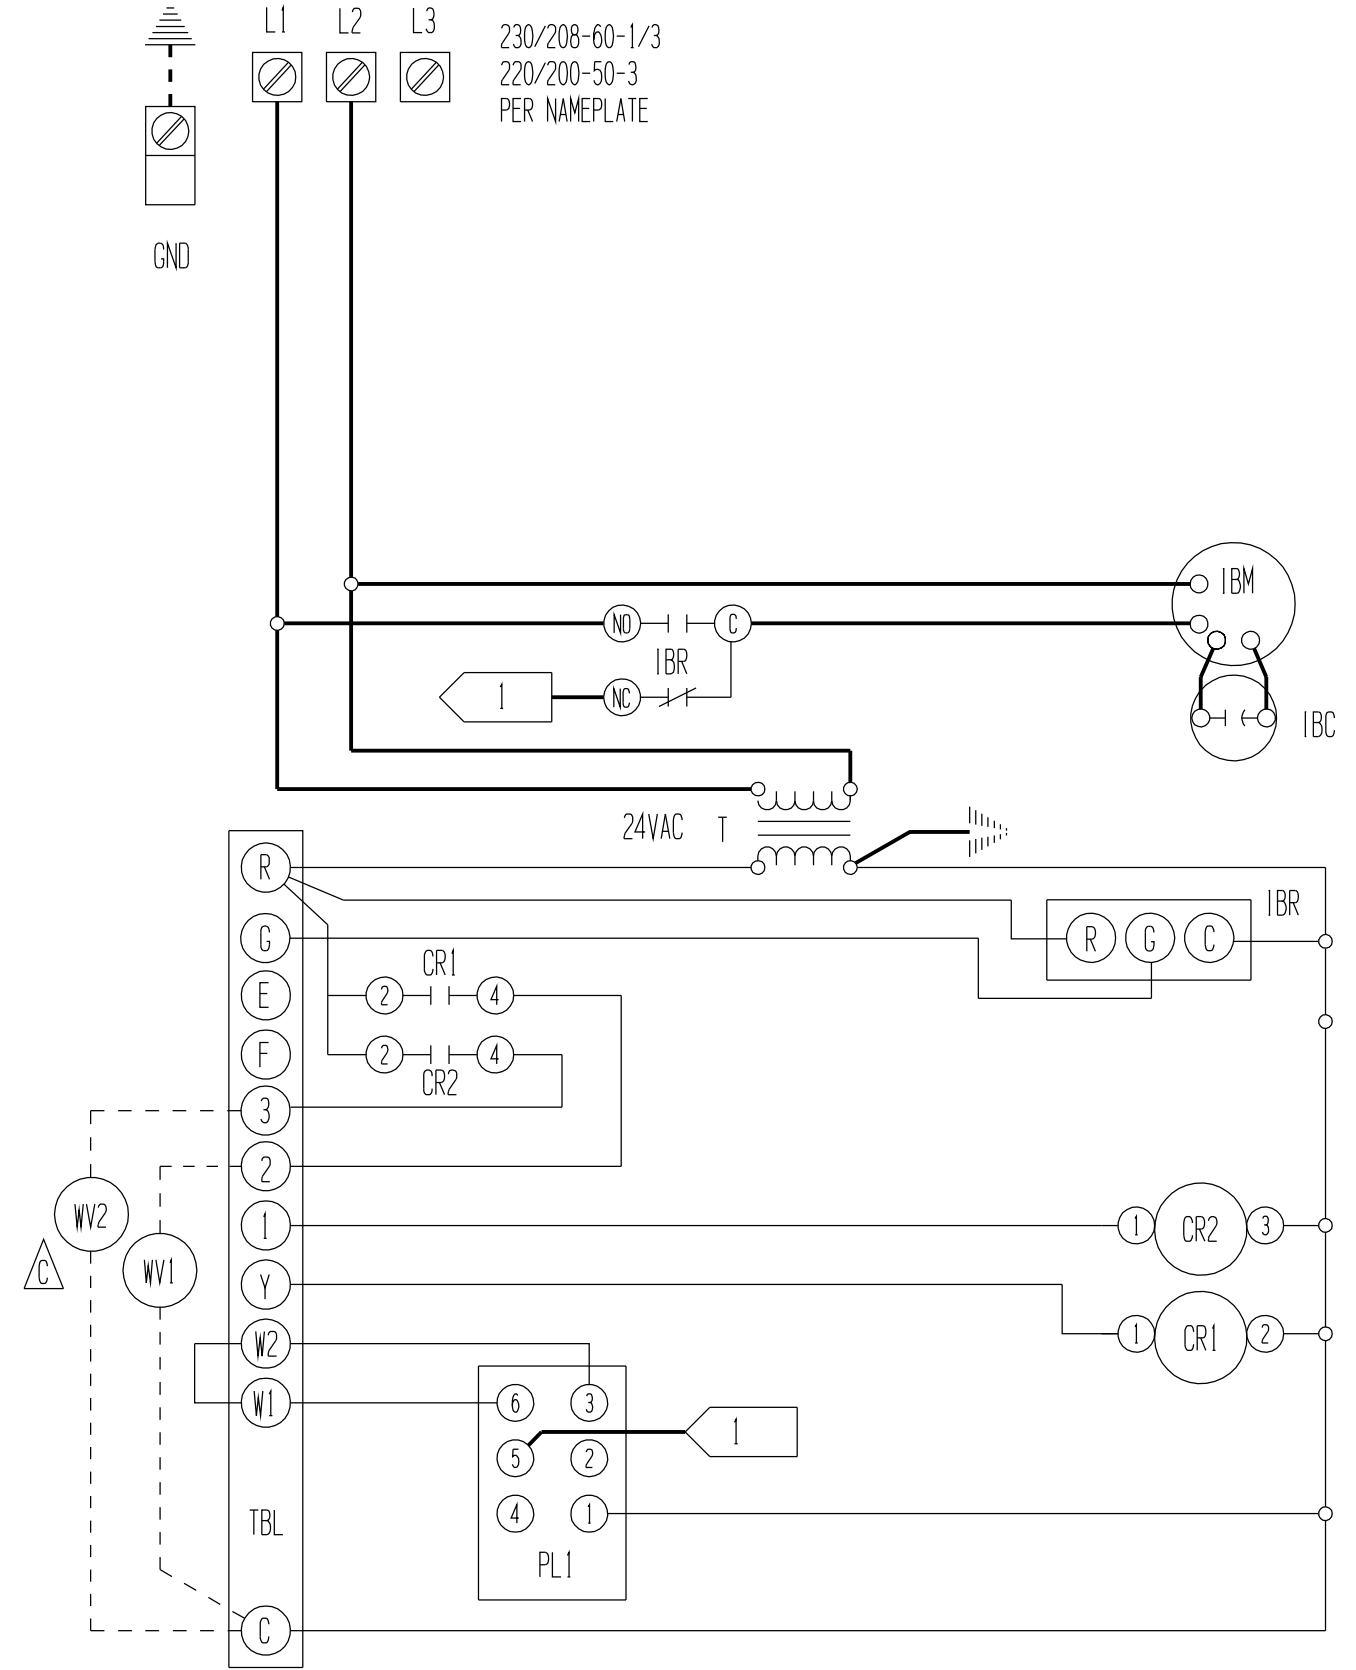 L1 L2 L3
230/208-60-1/3
220/200-50-3
PER NAMEPLATE
GND
IBM
NO C
IBR
1 NC
IBC
24VAC T
R
IBR
R G C
G
CR1
E 2 4
F 2 4
CR2
3
2
WV2
1 1 CR2 3
C WV1
Y
1 CR1 2
W2
W1 6 3
1
5 2
4 1
TBL
PL1
C